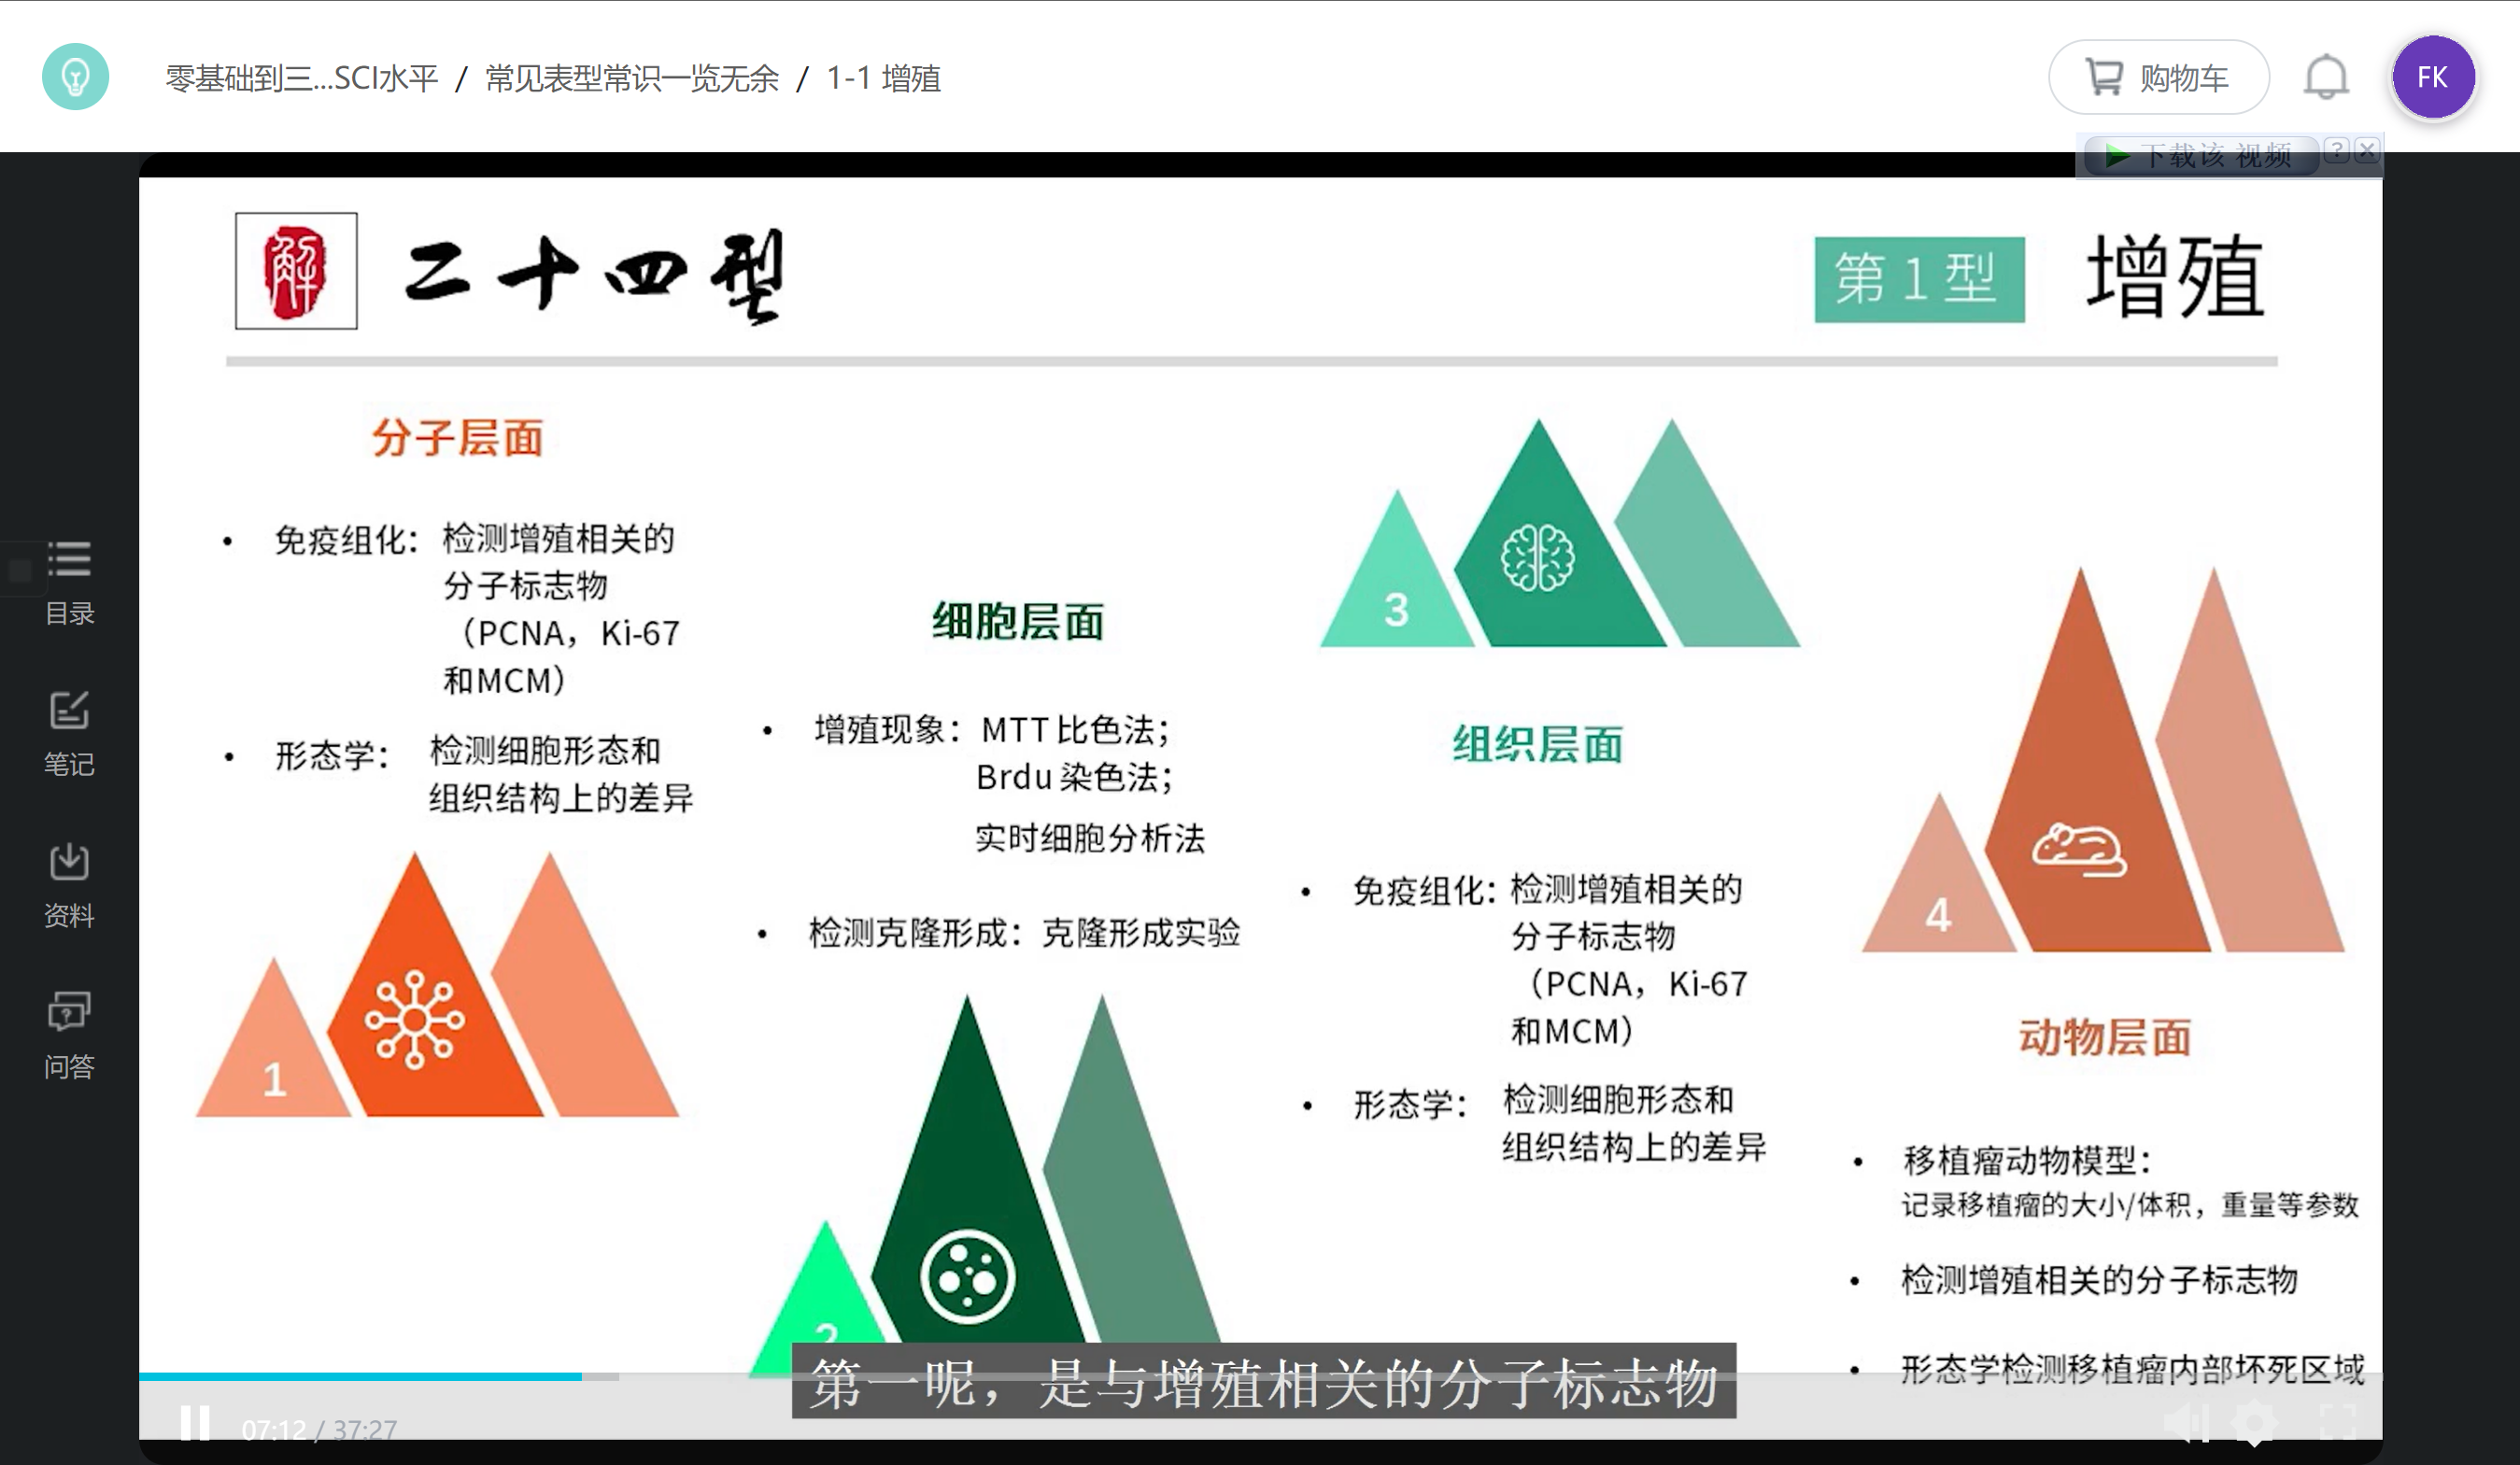 零基础到三...SCI水平 / 常见表型常识一览无余 / 1-1 增殖
购物车
FK
下载该 视频
?
解
二十四型
第1型
增殖
目录
笔记
资料
问答
分子层面
• 免疫组化： 检测增殖相关的
分子标志物
（PCNA，Ki-67
和MCM）
• 形态学： 检测细胞形态和
组织结构上的差异
1
细胞层面
• 增殖现象：MTT比色法；
Brdu染色法；
实时细胞分析法
• 检测克隆形成：克隆形成实验
2
3
组织层面
• 免疫组化：检测增殖相关的
分子标志物
（PCNA，Ki-67
和MCM）
• 形态学： 检测细胞形态和
组织结构上的差异
4
动物层面
• 移植瘤动物模型：
记录移植瘤的大小/体积，重量等参数
• 检测增殖相关的分子标志物
• 形态学检测移植瘤内部坏死区域
第一呢，是与增殖相关的分子标志物
07:12 / 37:27